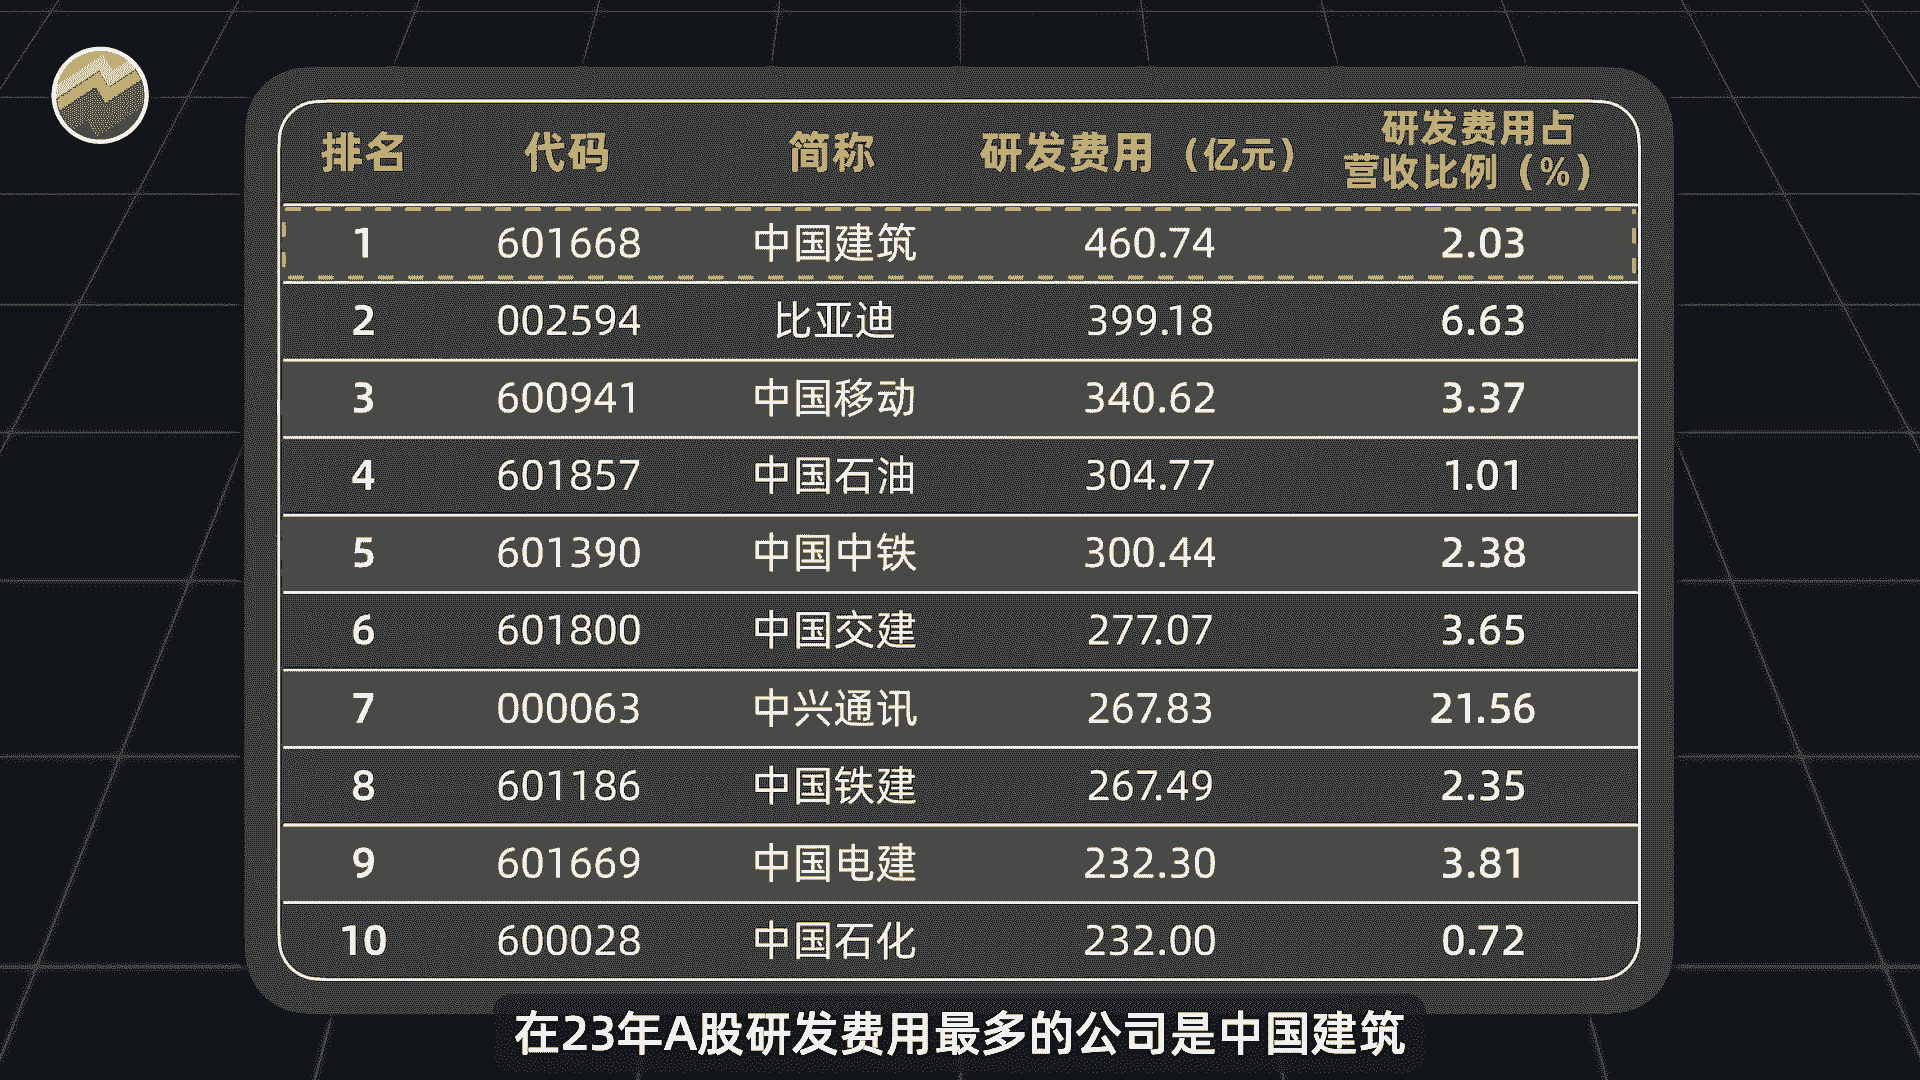 排名 代码 简称 研发费用（亿元） 研发费用占
营收比例（%）
1 601668 中国建筑 460.74 2.03
2 002594 比亚迪 399.18 6.63
3 600941 中国移动 340.62 3.37
4 601857 中国石油 304.77 1.01
5 601390 中国中铁 300.44 2.38
6 601800 中国交建 277.07 3.65
7 000063 中兴通讯 267.83 21.56
8 601186 中国铁建 267.49 2.35
9 601669 中国电建 232.30 3.81
10 600028 中国石化 232.00 0.72
在23年A股研发费用最多的公司是中国建筑